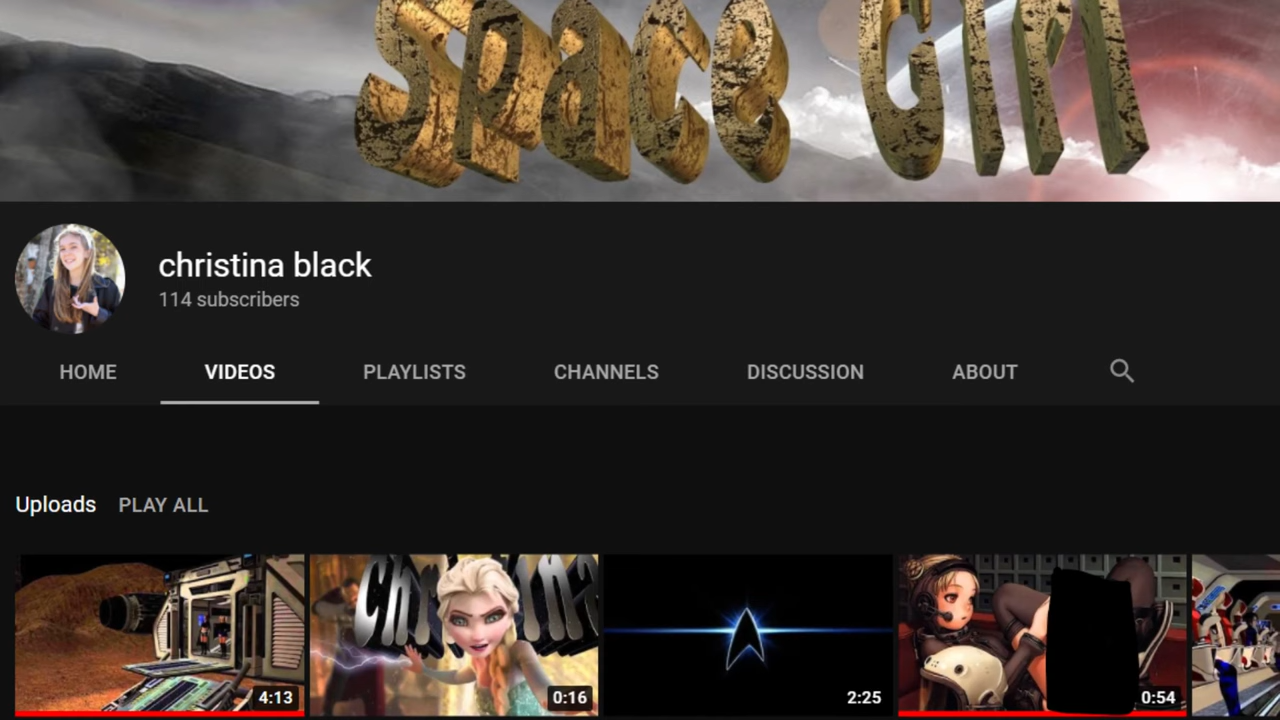 Space Girl
christina black
114 subscribers
HOME VIDEOS PLAYLISTS CHANNELS DISCUSSION ABOUT
Uploads PLAY ALL
4:13 0:16 2:25 0:54